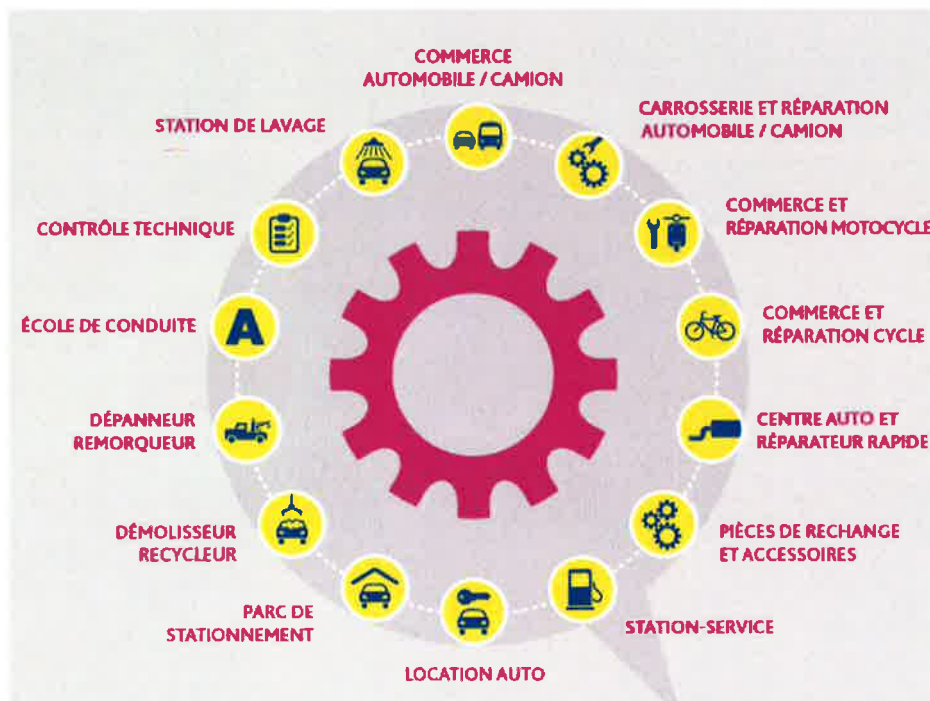 COMMERCE
AUTOMOBILE / CAMION
CARROSSERIE ET RÉPARATION
AUTOMOBILE / CAMION
COMMERCE ET
RÉPARATION MOTOCYCLE
COMMERCE ET
RÉPARATION CYCLE
CENTRE AUTO ET
RÉPARATEUR RAPIDE
PIÈCES DE RECHANGE
ET ACCESSOIRES
STATION-SERVICE
LOCATION AUTO
PARC DE
STATIONNEMENT
DÉMOLISSEUR
RECYCLEUR
DÉPANNEUR
REMORQUEUR
ÉCOLE DE CONDUITE
A
CONTRÔLE TECHNIQUE
STATION DE LAVAGE